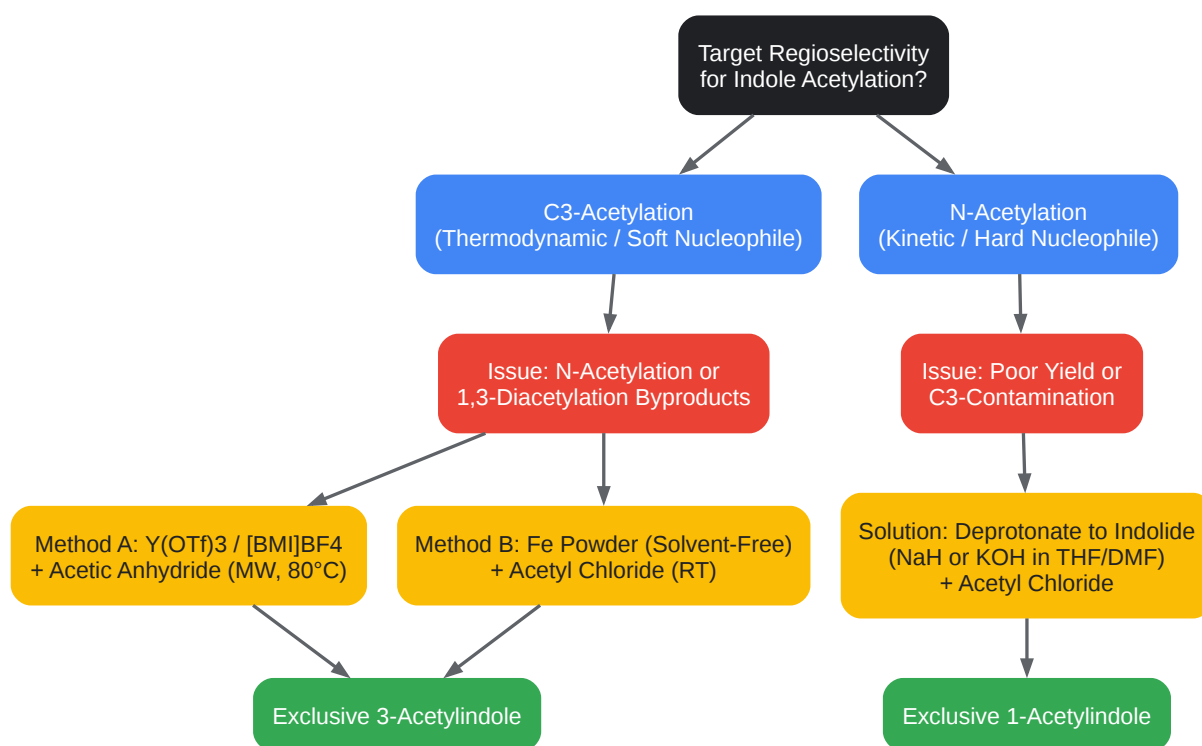 Target Regioselectivity
for Indole Acetylation?
C3-Acetylation
(Thermodynamic / Soft Nucleophile)
N-Acetylation
(Kinetic / Hard Nucleophile)
Issue: N-Acetylation or
1,3-Diacetylation Byproducts
Issue: Poor Yield or
C3-Contamination
Method A: Y(OTf)3 / [BMI]BF4
+ Acetic Anhydride (MW, 80°C)
Method B: Fe Powder (Solvent-Free)
+ Acetyl Chloride (RT)
Solution: Deprotonate to Indolide
(NaH or KOH in THF/DMF)
+ Acetyl Chloride
Exclusive 3-Acetylindole
Exclusive 1-Acetylindole